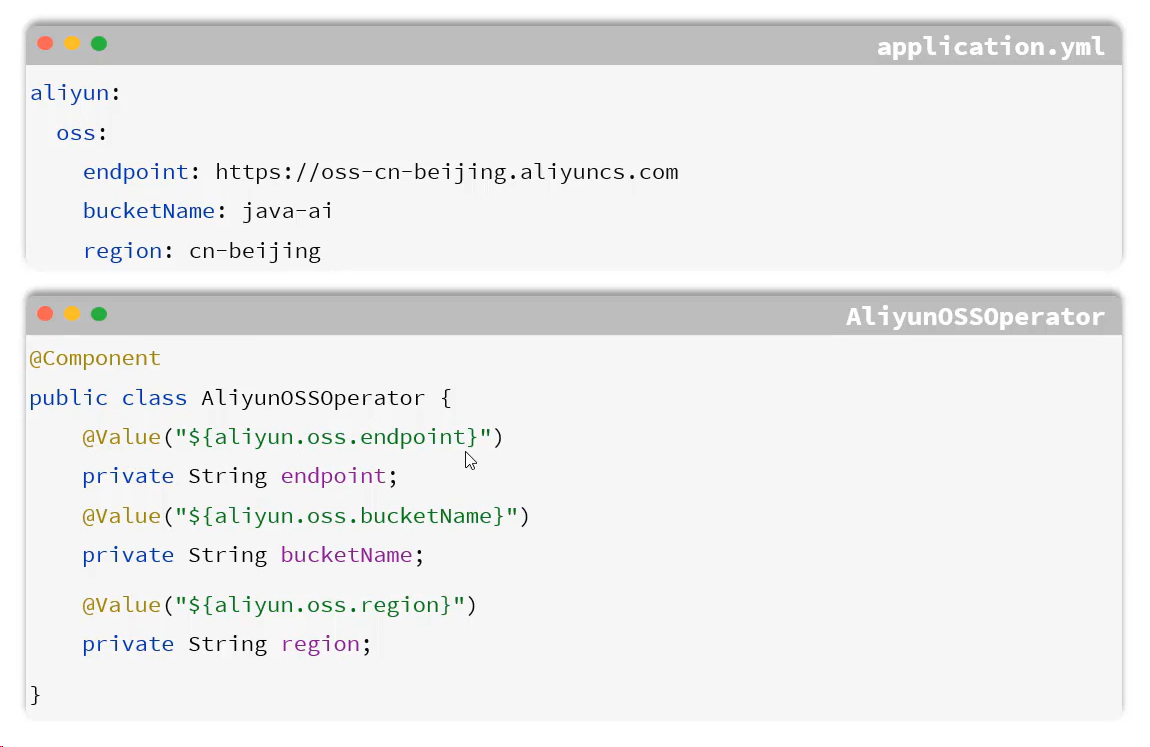 application.yml
aliyun:
  oss:
    endpoint: https://oss-cn-beijing.aliyuncs.com
    bucketName: java-ai
    region: cn-beijing
AliyunOSSOperator
@Component
public class AliyunOSSOperator {
    @Value("${aliyun.oss.endpoint}")
    private String endpoint;
    @Value("${aliyun.oss.bucketName}")
    private String bucketName;
    @Value("${aliyun.oss.region}")
    private String region;
}